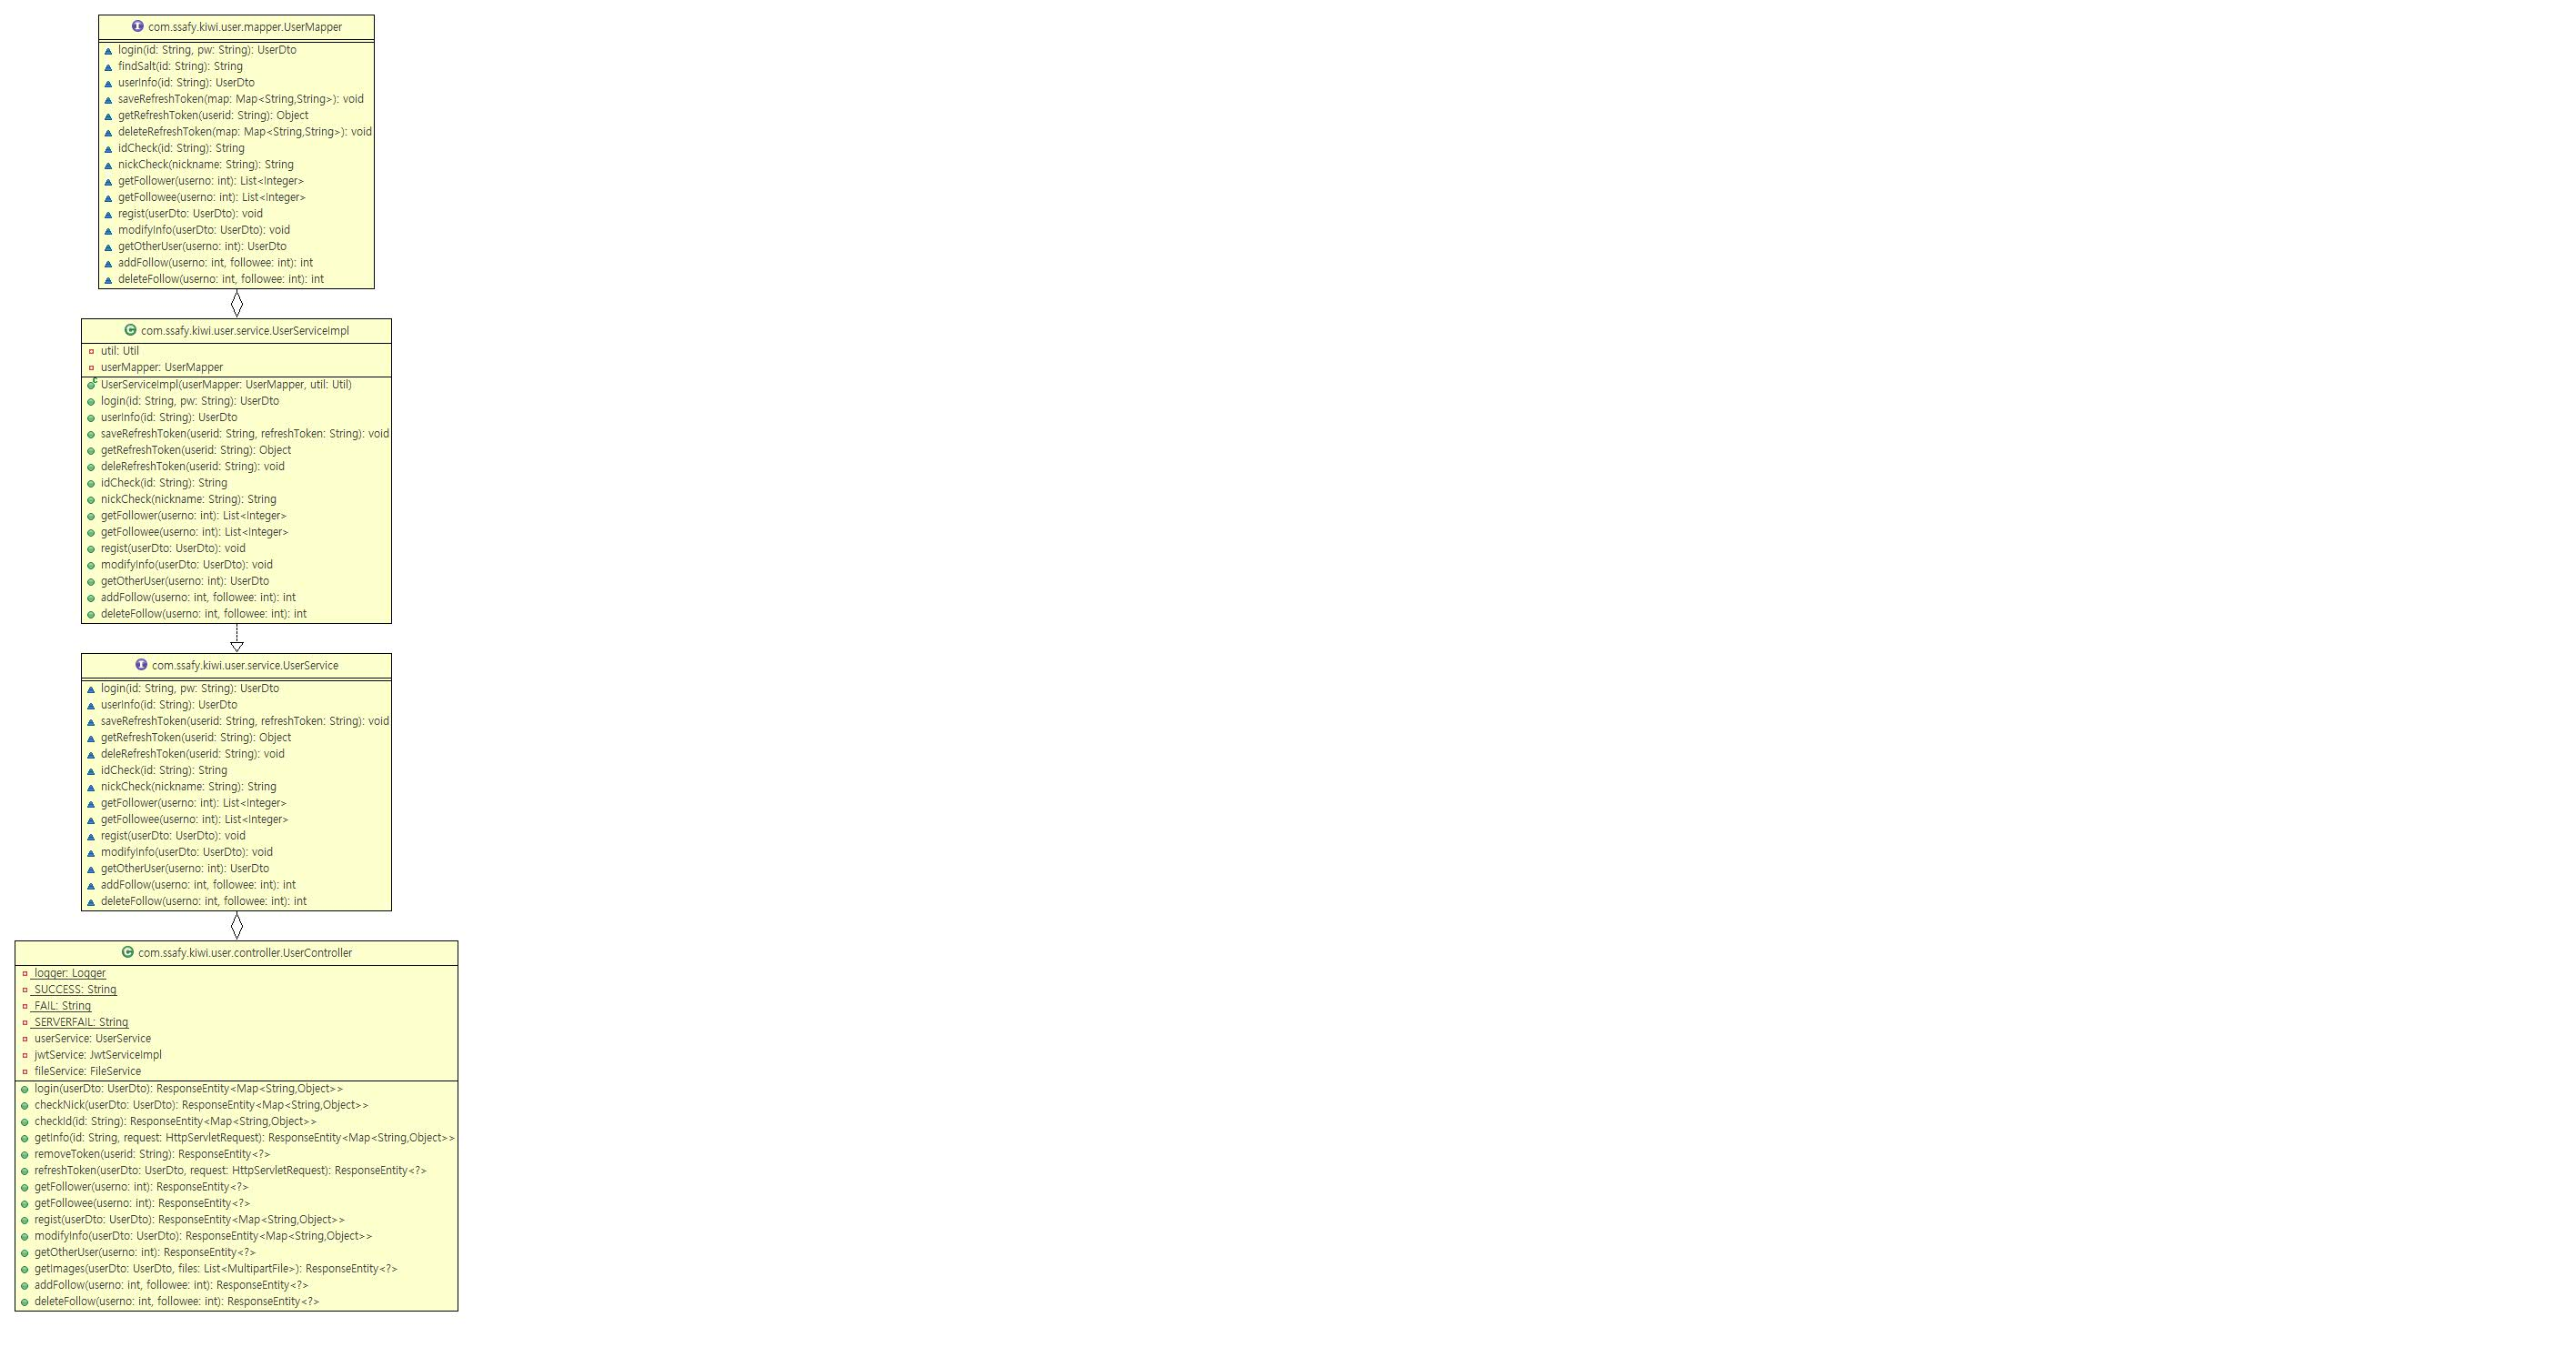 com.ssafy.kiwi.user.mapper.UserMapper
login(id: String, pw: String): UserDto
findSalt(id: String): String
userInfo(id: String): UserDto
saveRefreshToken(map: Map<String,String>): void
getRefreshToken(userid: String): Object
deleteRefreshToken(map: Map<String,String>): void
idCheck(id: String): String
nickCheck(nickname: String): String
getFollower(userno: int): List<Integer>
getFollowee(userno: int): List<Integer>
regist(userDto: UserDto): void
modifyInfo(userDto: UserDto): void
getOtherUser(userno: int): UserDto
addFollow(userno: int, followee: int): int
deleteFollow(userno: int, followee: int): int
com.ssafy.kiwi.user.service.UserServiceImpl
util: Util
userMapper: UserMapper
UserServiceImpl(userMapper: UserMapper, util: Util)
login(id: String, pw: String): UserDto
userInfo(id: String): UserDto
saveRefreshToken(userid: String, refreshToken: String): void
getRefreshToken(userid: String): Object
deleRefreshToken(userid: String): void
idCheck(id: String): String
nickCheck(nickname: String): String
getFollower(userno: int): List<Integer>
getFollowee(userno: int): List<Integer>
regist(userDto: UserDto): void
modifyInfo(userDto: UserDto): void
getOtherUser(userno: int): UserDto
addFollow(userno: int, followee: int): int
deleteFollow(userno: int, followee: int): int
com.ssafy.kiwi.user.service.UserService
login(id: String, pw: String): UserDto
userInfo(id: String): UserDto
saveRefreshToken(userid: String, refreshToken: String): void
getRefreshToken(userid: String): Object
deleRefreshToken(userid: String): void
idCheck(id: String): String
nickCheck(nickname: String): String
getFollower(userno: int): List<Integer>
getFollowee(userno: int): List<Integer>
regist(userDto: UserDto): void
modifyInfo(userDto: UserDto): void
getOtherUser(userno: int): UserDto
addFollow(userno: int, followee: int): int
deleteFollow(userno: int, followee: int): int
com.ssafy.kiwi.user.controller.UserController
logger: Logger
SUCCESS: String
FAIL: String
SERVERFAIL: String
userService: UserService
jwtService: JwtServiceImpl
fileService: FileService
login(userDto: UserDto): ResponseEntity<Map<String,Object>>
checkNick(userDto: UserDto): ResponseEntity<Map<String,Object>>
checkId(id: String): ResponseEntity<Map<String,Object>>
getInfo(id: String, request: HttpServletRequest): ResponseEntity<Map<String,Object>>
removeToken(userid: String): ResponseEntity<?>
refreshToken(userDto: UserDto, request: HttpServletRequest): ResponseEntity<?>
getFollower(userno: int): ResponseEntity<?>
getFollowee(userno: int): ResponseEntity<?>
regist(userDto: UserDto): ResponseEntity<Map<String,Object>>
modifyInfo(userDto: UserDto): ResponseEntity<Map<String,Object>>
getOtherUser(userno: int): ResponseEntity<?>
getImages(userDto: UserDto, files: List<MultipartFile>): ResponseEntity<?>
addFollow(userno: int, followee: int): ResponseEntity<?>
deleteFollow(userno: int, followee: int): ResponseEntity<?>